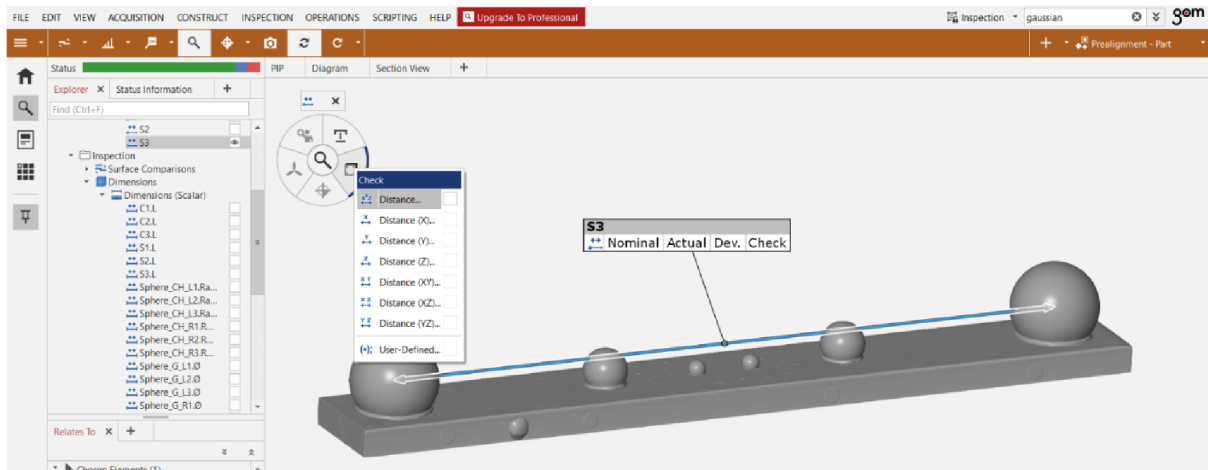 FILE EDIT VIEW ACQUISITION CONSTRUCT INSPECTION OPERATIONS SCRIPTING HELP Upgrade To Professional Inspection gaussian gom
Prealignment - Part
Status PIP Diagram Section View
Explorer Status Information
Find (Ctrl+F)
S2
S3
Inspection
Surface Comparisons
Dimensions
Dimensions (Scalar)
C1.L
C2.L
C3.L
S1.L
S2.L
S3.L
Sphere_CH_L1.Ra...
Sphere_CH_L2.Ra...
Sphere_CH_L3.Ra...
Sphere_CH_R1.R...
Sphere_CH_R2.R...
Sphere_CH_R3.R...
Sphere_G_L1.Ø
Sphere_G_L2.Ø
Sphere_G_L3.Ø
Sphere_G_R1.Ø
Relates To
Chosen Elements (1)
Check
Distance...
Distance (X)...
Distance (Y)...
Distance (Z)...
Distance (XY)...
Distance (XZ)...
Distance (YZ)...
User-Defined...
S3
Nominal Actual Dev. Check